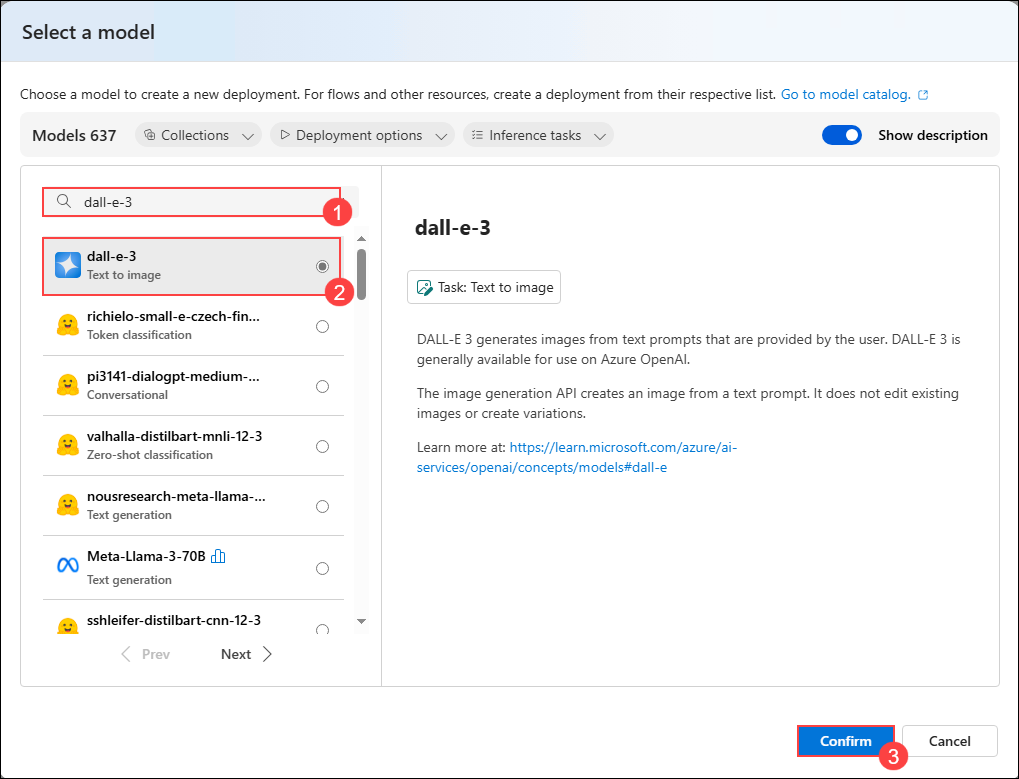 Select a model
Choose a model to create a new deployment. For flows and other resources, create a deployment from their respective list. Go to model catalog.
Models 637 Collections Deployment options Inference tasks Show description
dall-e-3
1
dall-e-3
Text to image
2
richielo-small-e-czech-fin...
Token classification
pi3141-dialogpt-medium-...
Conversational
valhalla-distilbart-mnli-12-3
Zero-shot classification
nousresearch-meta-llama-...
Text generation
Meta-Llama-3-70B
Text generation
sshleifer-distilbart-cnn-12-3
Prev Next
dall-e-3
Task: Text to image
DALL-E 3 generates images from text prompts that are provided by the user. DALL-E 3 is
generally available for use on Azure OpenAI.
The image generation API creates an image from a text prompt. It does not edit existing
images or create variations.
Learn more at: https://learn.microsoft.com/azure/ai-
services/openai/concepts/models#dall-e
Confirm Cancel
3